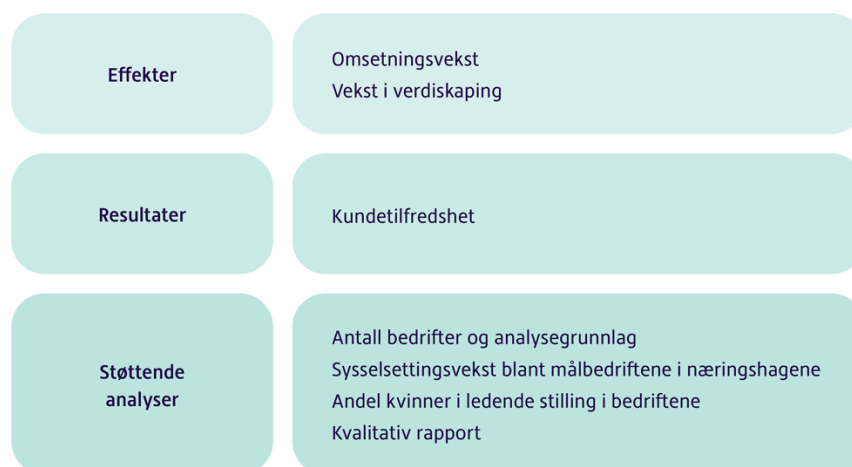 Effekter
Omsetningsvekst
Vekst i verdiskaping
Resultater
Kundetilfredshet
Støttende
analyser
Antall bedrifter og analysegrunnlag
Sysselsettingsvekst blant målbedriftene i næringshagene
Andel kvinner i ledende stilling i bedriftene
Kvalitativ rapport